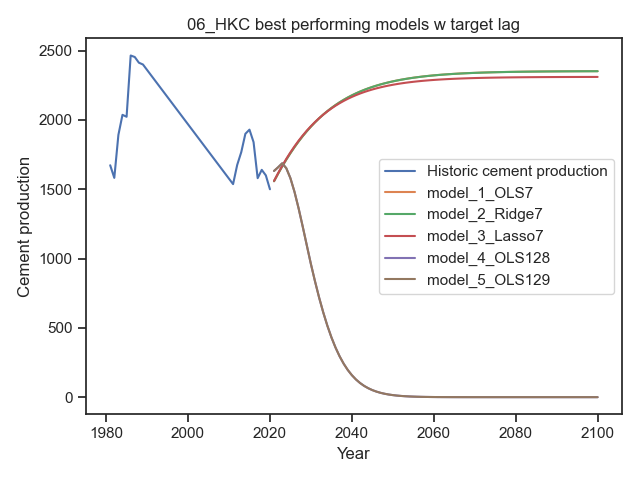 06_HKC best performing models w target lag
Cement production
2500
2000
1500
1000
500
0
Historic cement production
model_1_OLS7
model_2_Ridge7
model_3_Lasso7
model_4_OLS128
model_5_OLS129
1980
2000
2020
2040
2060
2080
2100
Year